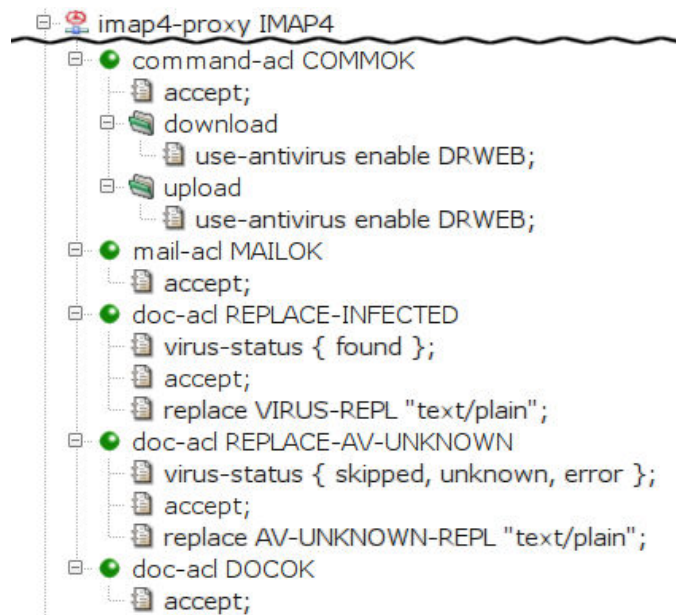 imap4-proxy IMAP4
command-acl COMMOK
accept;
download
use-antivirus enable DRWEB;
upload
use-antivirus enable DRWEB;
mail-acl MAILOK
accept;
doc-acl REPLACE-INFECTED
virus-status { found };
accept;
replace VIRUS-REPL "text/plain";
doc-acl REPLACE-AV-UNKNOWN
virus-status { skipped, unknown, error };
accept;
replace AV-UNKNOWN-REPL "text/plain";
doc-acl DOCOK
accept;